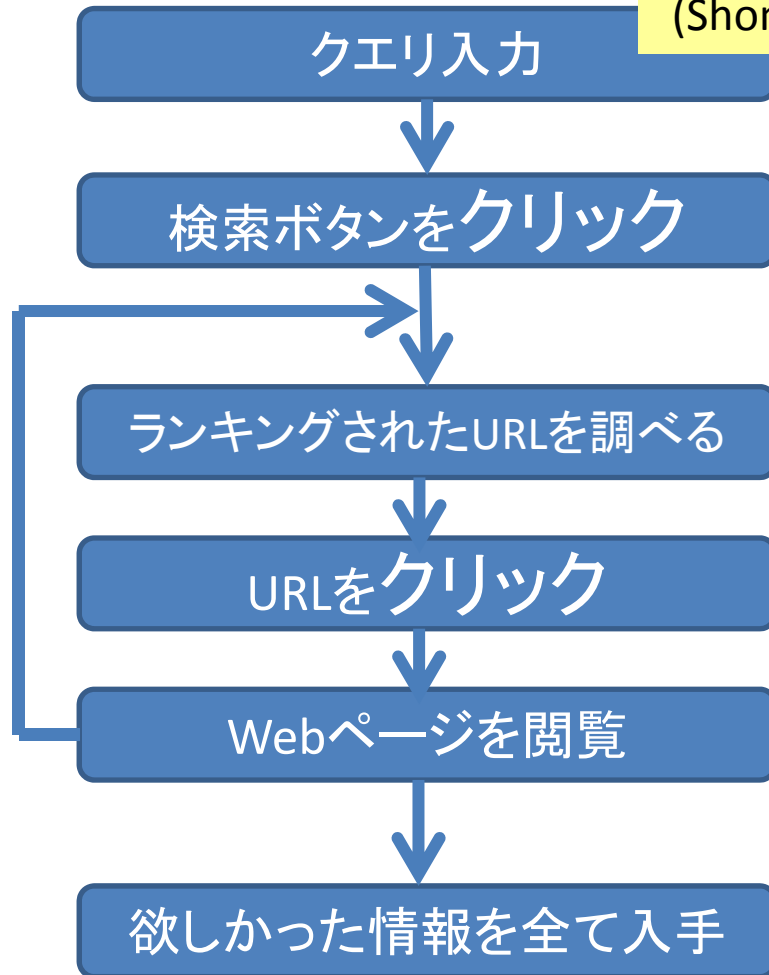 (Shor
クエリ入力
検索ボタンをクリック
ランキングされたURLを調べる
URLをクリック
Webページを閲覧
欲しかった情報を全て入手